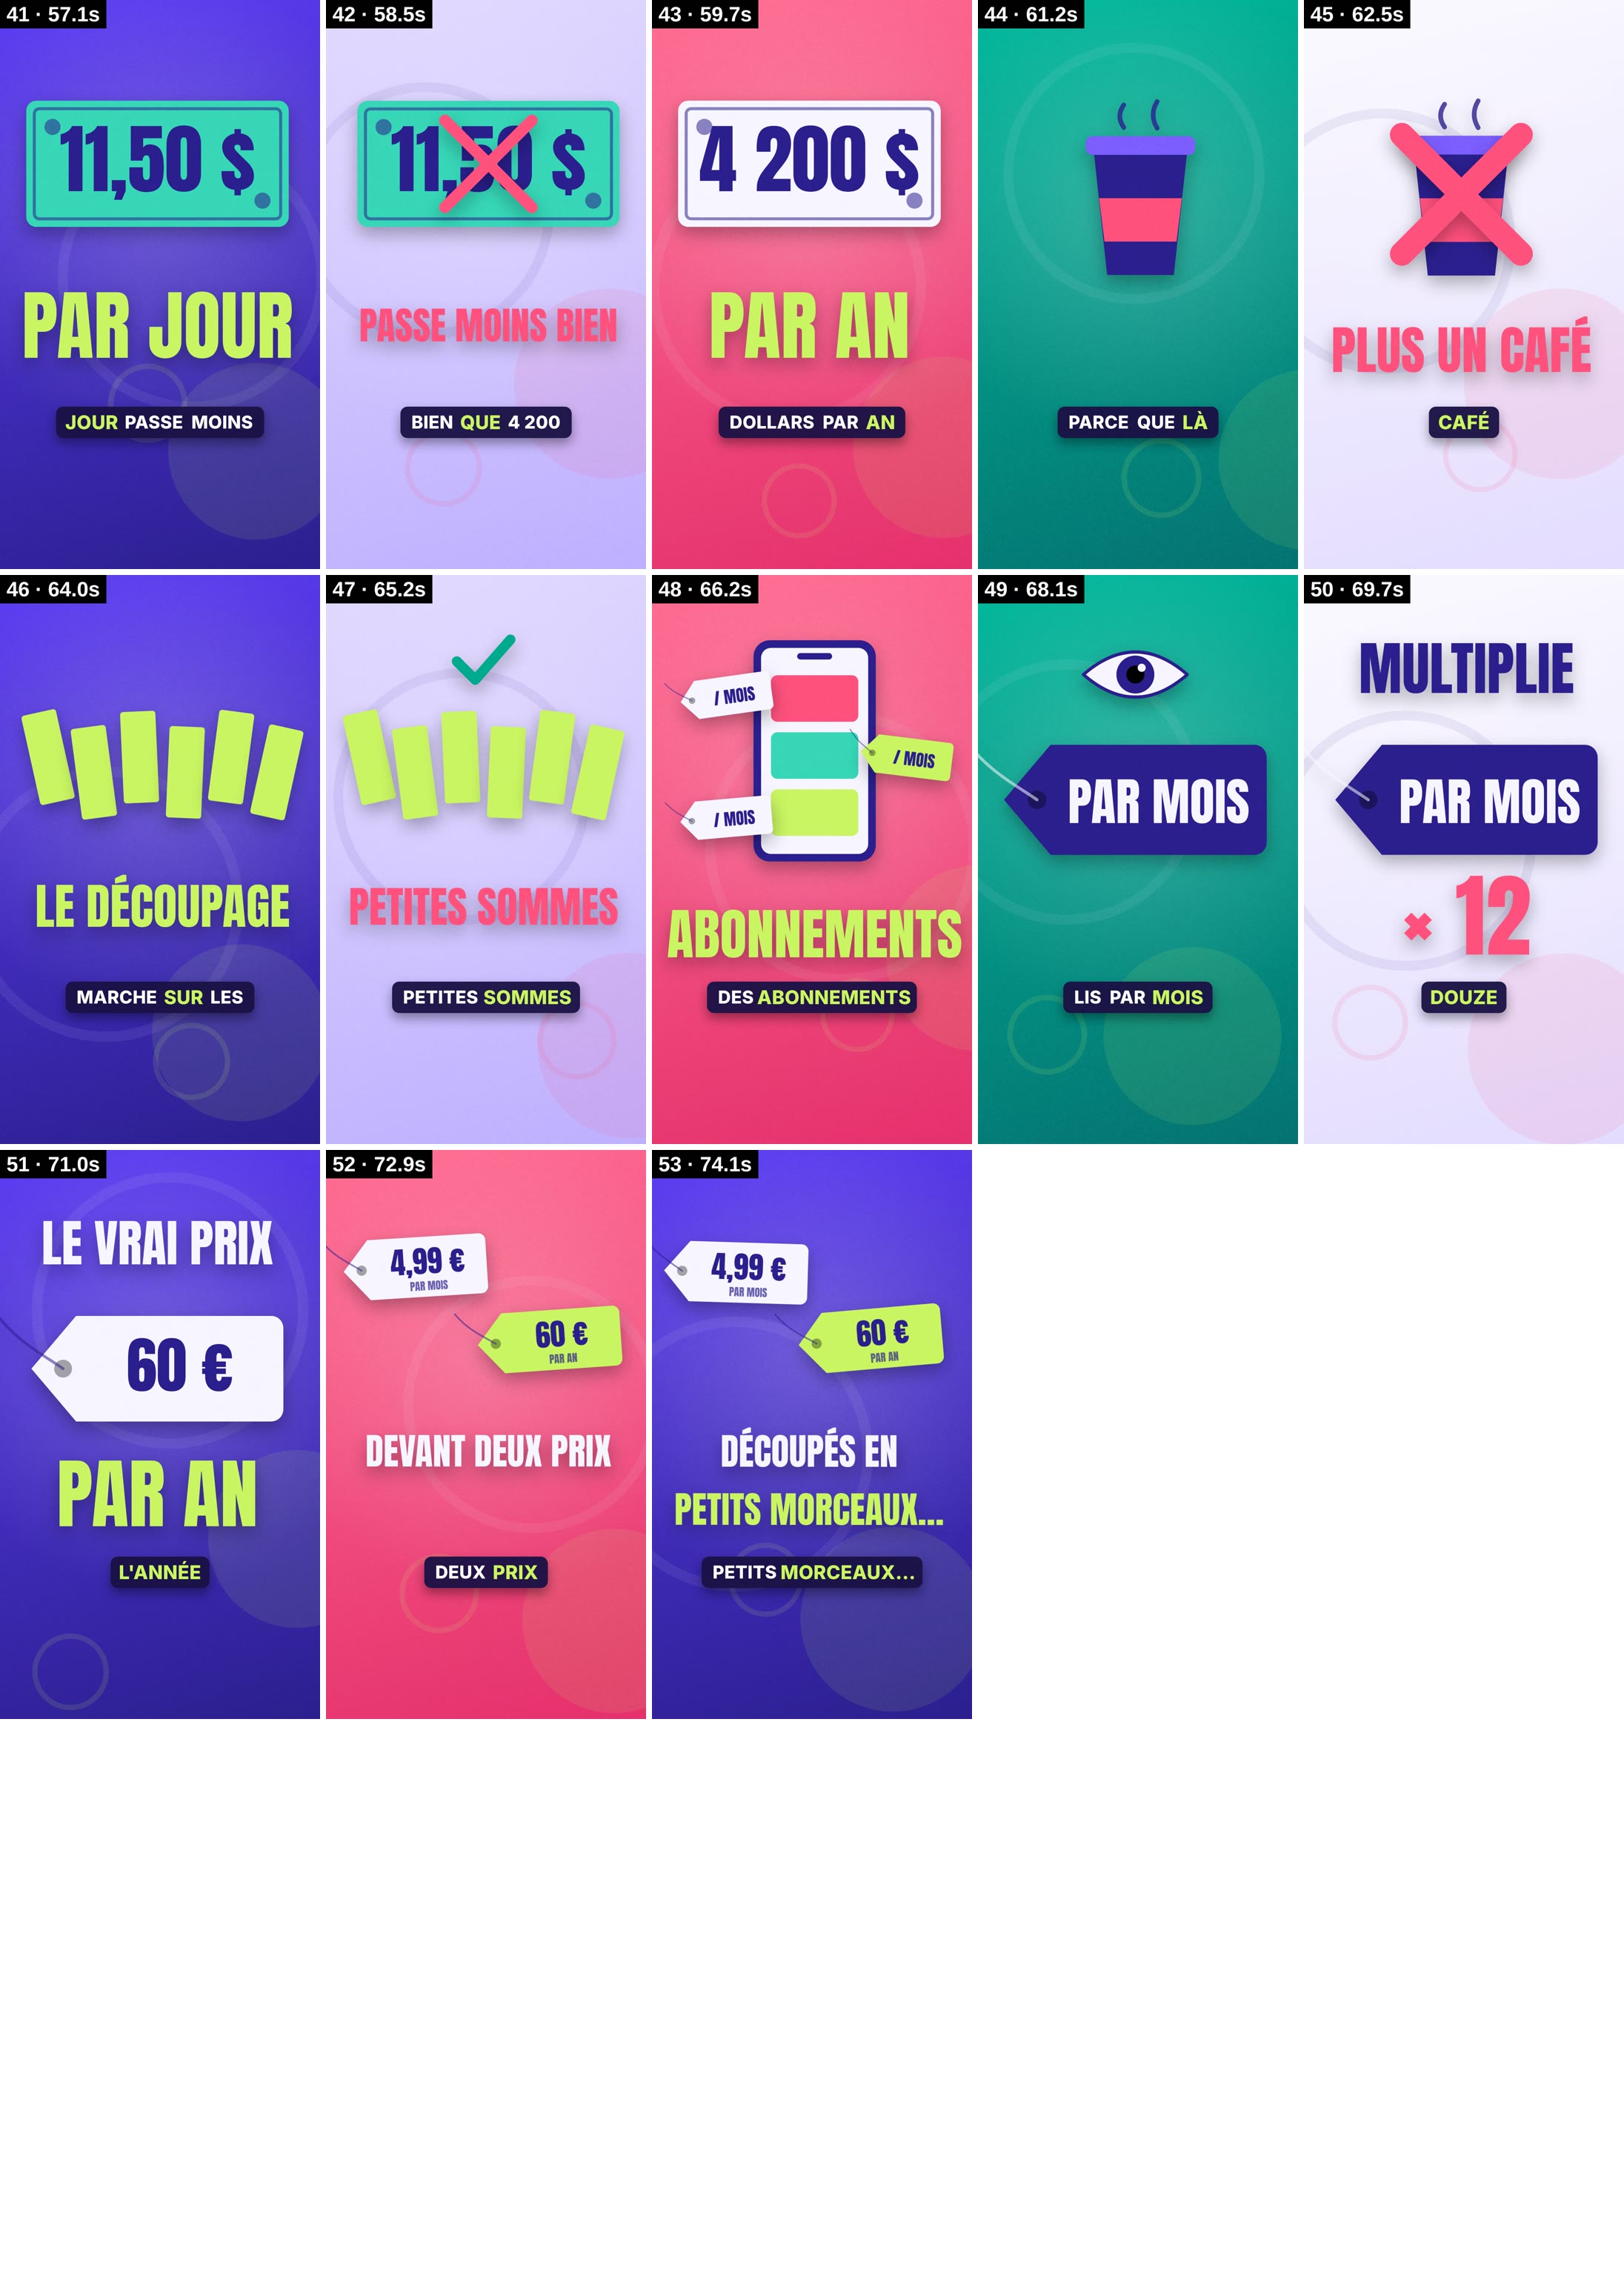 41 · 57.1s
11,50 $
PAR JOUR
JOUR PASSE MOINS
42 · 58.5s
11,50 $
PASSE MOINS BIEN
BIEN QUE 4 200
43 · 59.7s
4 200 $
PAR AN
DOLLARS PAR AN
44 · 61.2s
PARCE QUE LÀ
45 · 62.5s
PLUS UN CAFÉ
CAFÉ
46 · 64.0s
LE DÉCOUPAGE
MARCHE SUR LES
47 · 65.2s
PETITES SOMMES
PETITES SOMMES
48 · 66.2s
/ MOIS
/ MOIS
/ MOIS
ABONNEMENTS
DES ABONNEMENTS
49 · 68.1s
PAR MOIS
LIS PAR MOIS
50 · 69.7s
MULTIPLIE
PAR MOIS
× 12
DOUZE
51 · 71.0s
LE VRAI PRIX
60 €
PAR AN
L'ANNÉE
52 · 72.9s
4,99 €
PAR MOIS
60 €
PAR AN
DEVANT DEUX PRIX
DEUX PRIX
53 · 74.1s
4,99 €
PAR MOIS
60 €
PAR AN
DÉCOUPÉS EN
PETITS MORCEAUX...
PETITS MORCEAUX...